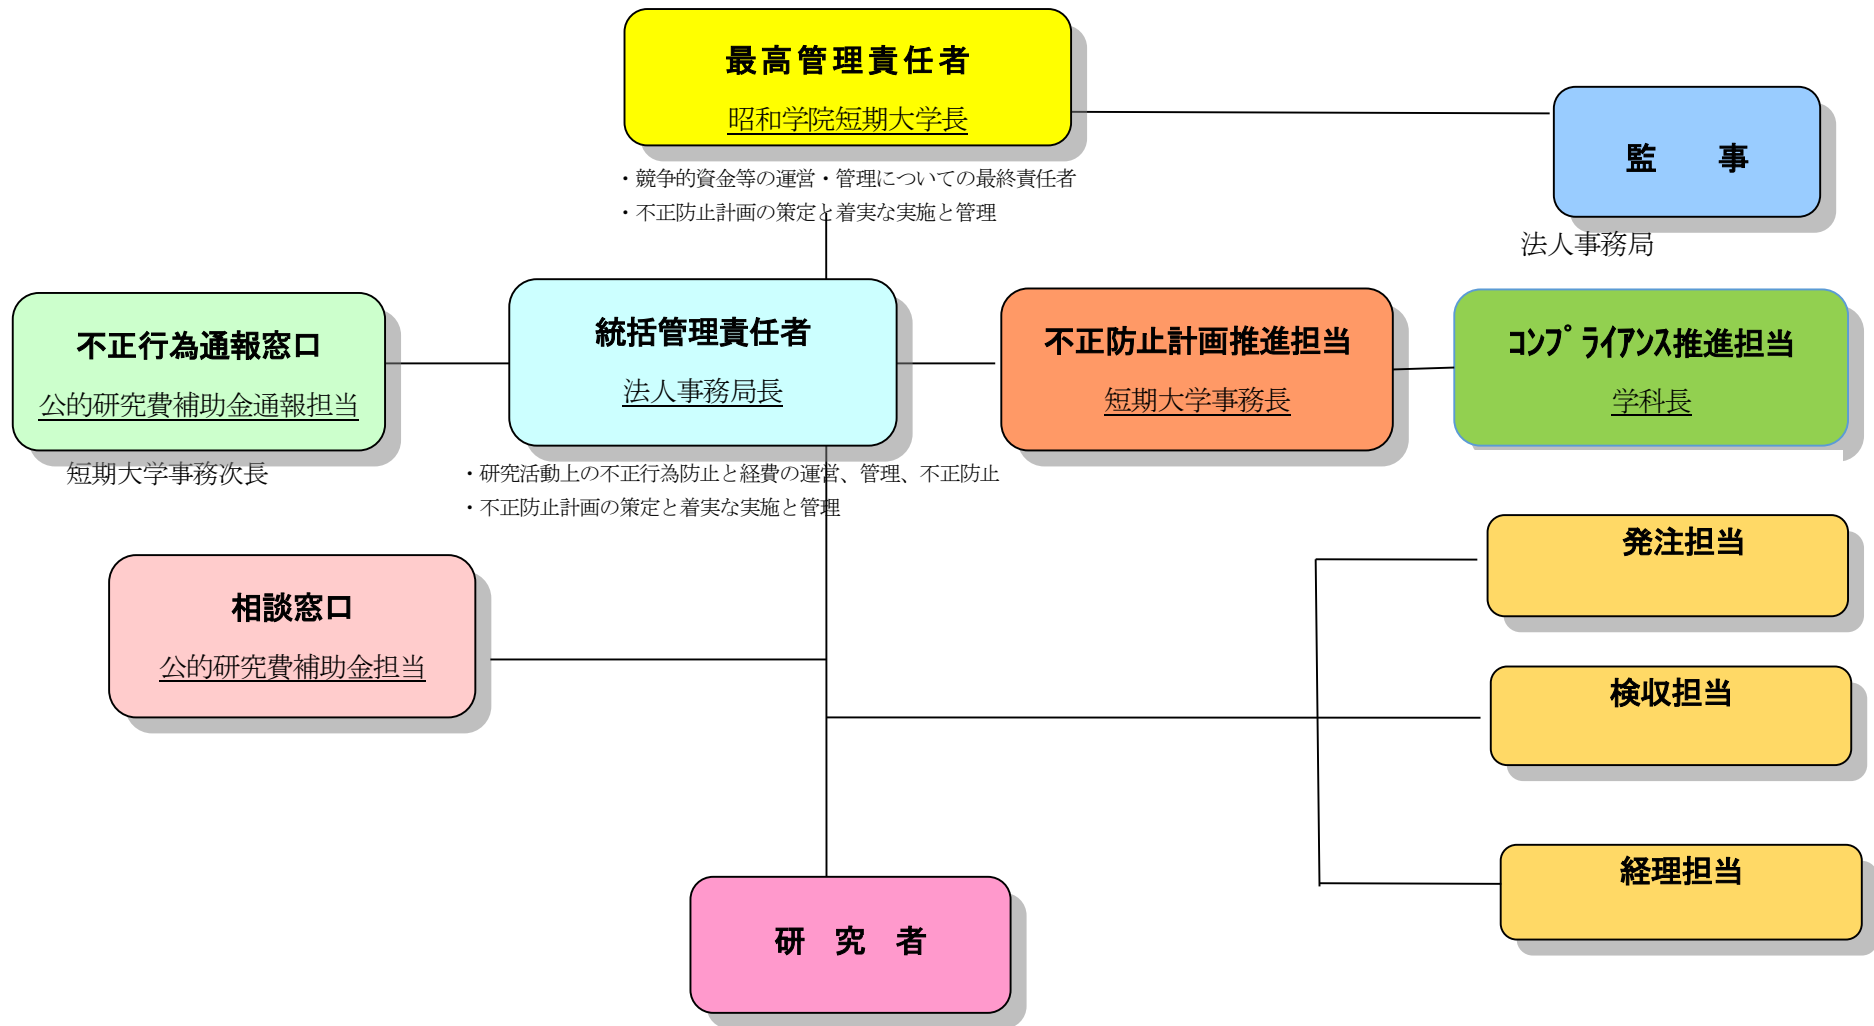 最高管理責任者
昭和学院短期大学長
・競争的資金等の運営・管理についての最終責任者
・不正防止計画の策定と着実な実施と管理
監　　事
法人事務局
不正行為通報窓口
公的研究費補助金通報担当
短期大学事務次長
統括管理責任者
法人事務局長
・研究活動上の不正行為防止と経費の運営、管理、不正防止
・不正防止計画の策定と着実な実施と管理
不正防止計画推進担当
短期大学事務長
ｺﾝﾌﾟﾗｲｱﾝｽ推進担当
学科長
相談窓口
公的研究費補助金担当
発注担当
検収担当
経理担当
研　究　者